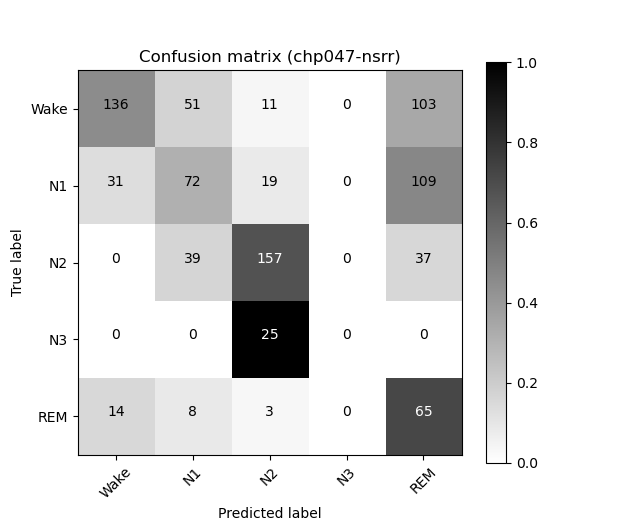 Confusion matrix (chp047-nsrr)
1.0
Wake 136 51 11 0 103
0.8
N1 31 72 19 0 109
0.6
True label
N2 0 39 157 0 37
0.4
N3 0 0 25 0 0
0.2
REM 14 8 3 0 65
0.0
Wake N1 N2 N3 REM
Predicted label